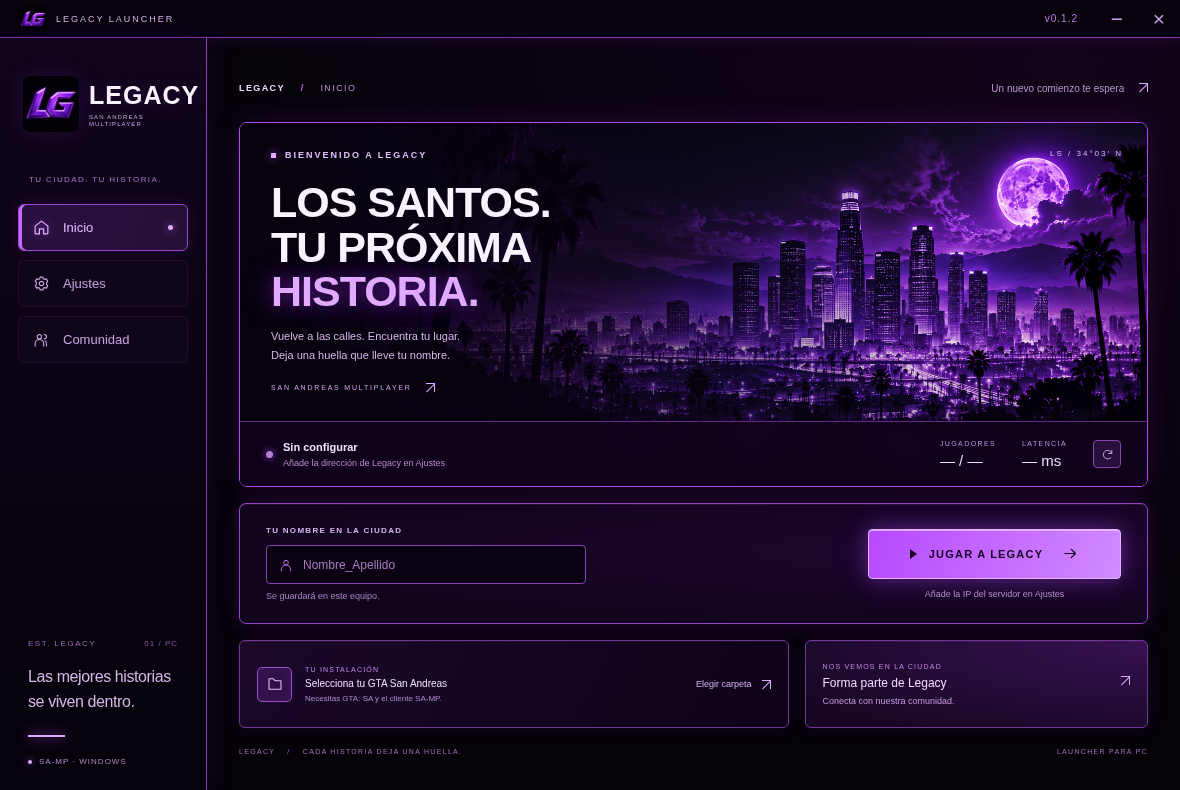 LG LEGACY LAUNCHER
v0.1.2
LG
LEGACY
SAN ANDREAS
MULTIPLAYER
TU CIUDAD. TU HISTORIA.
Inicio
Ajustes
Comunidad
EST. LEGACY
01 / PC
Las mejores historias
se viven dentro.
SA-MP · WINDOWS
LEGACY / INICIO
Un nuevo comienzo te espera
BIENVENIDO A LEGACY
LS / 34°03' N
LOS SANTOS.
TU PRÓXIMA
HISTORIA.
Vuelve a las calles. Encuentra tu lugar.
Deja una huella que lleve tu nombre.
SAN ANDREAS MULTIPLAYER
Sin configurar
Añade la dirección de Legacy en Ajustes
JUGADORES
— / —
LATENCIA
— ms
TU NOMBRE EN LA CIUDAD
Nombre_Apellido
Se guardará en este equipo.
JUGAR A LEGACY
Añade la IP del servidor en Ajustes
TU INSTALACIÓN
Selecciona tu GTA San Andreas
Necesitas GTA: SA y el cliente SA-MP.
Elegir carpeta
NOS VEMOS EN LA CIUDAD
Forma parte de Legacy
Conecta con nuestra comunidad.
LEGACY / CADA HISTORIA DEJA UNA HUELLA.
LAUNCHER PARA PC